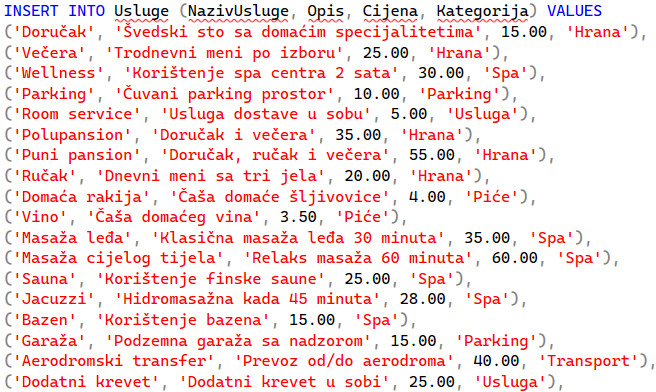 INSERT INTO Usluge (NazivUsluge, Opis, Cijena, Kategorija) VALUES
('Doručak', 'Švedski sto sa domaćim specijalitetima', 15.00, 'Hrana'),
('Večera', 'Trodnevni meni po izboru', 25.00, 'Hrana'),
('Wellness', 'Korištenje spa centra 2 sata', 30.00, 'Spa'),
('Parking', 'Čuvani parking prostor', 10.00, 'Parking'),
('Room service', 'Usluga dostave u sobu', 5.00, 'Usluga'),
('Polupansion', 'Doručak i večera', 35.00, 'Hrana'),
('Puni pansion', 'Doručak, ručak i večera', 55.00, 'Hrana'),
('Ručak', 'Dnevni meni sa tri jela', 20.00, 'Hrana'),
('Domaća rakija', 'Čaša domaće šljivovice', 4.00, 'Piće'),
('Vino', 'Čaša domaćeg vina', 3.50, 'Piće'),
('Masaža leđa', 'Klasična masaža leđa 30 minuta', 35.00, 'Spa'),
('Masaža cijelog tijela', 'Relaks masaža 60 minuta', 60.00, 'Spa'),
('Sauna', 'Korištenje finske saune', 25.00, 'Spa'),
('Jacuzzi', 'Hidromasažna kada 45 minuta', 28.00, 'Spa'),
('Bazen', 'Korištenje bazena', 15.00, 'Spa'),
('Garaža', 'Podzemna garaža sa nadzorom', 15.00, 'Parking'),
('Aerodromski transfer', 'Prevoz od/do aerodroma', 40.00, 'Transport'),
('Dodatni krevet', 'Dodatni krevet u sobi', 25.00, 'Usluga'),